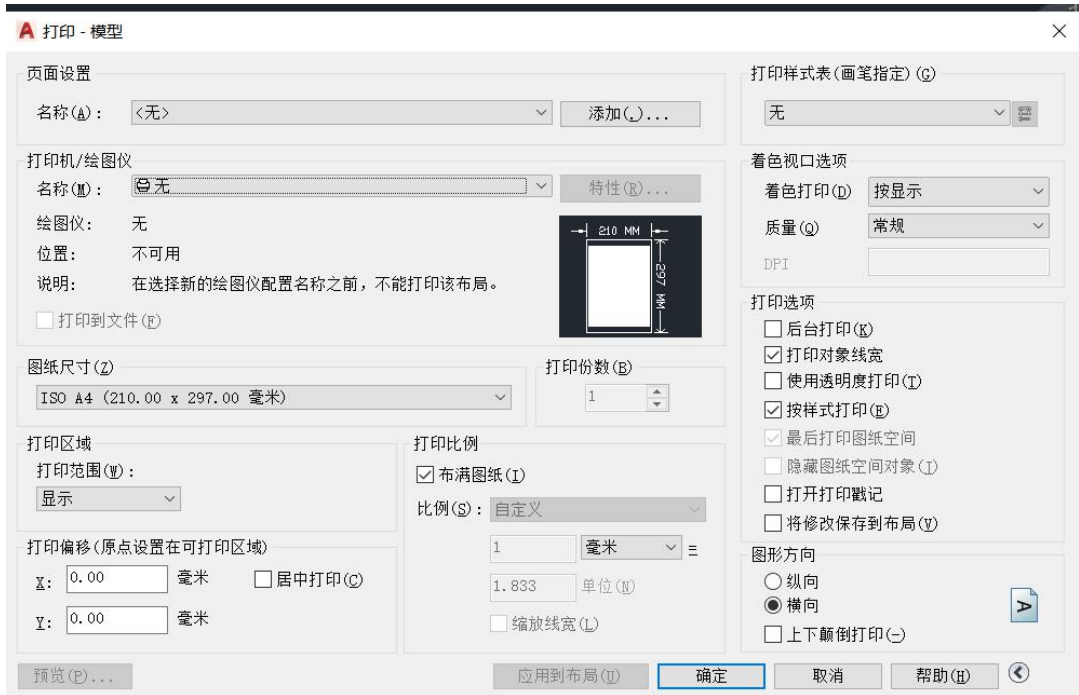 打印 - 模型
页面设置
名称(A):
<无>
添加(.)...
打印机/绘图仪
名称(M):
无
特性(R)...
绘图仪:
无
位置:
不可用
说明:
在选择新的绘图仪配置名称之前，不能打印该布局。
打印到文件(F)
210 MM
297 MM
图纸尺寸(Z)
ISO A4 (210.00 x 297.00 毫米)
打印份数(B)
1
打印区域
打印范围(W):
显示
打印偏移(原点设置在可打印区域)
X:
0.00
毫米
居中打印(C)
Y:
0.00
毫米
打印比例
布满图纸(I)
比例(S):
自定义
1
毫米
=
1.833
单位(N)
缩放线宽(L)
打印样式表(画笔指定)(G)
无
着色视口选项
着色打印(D)
按显示
质量(Q)
常规
DPI
打印选项
后台打印(K)
打印对象线宽
使用透明度打印(T)
按样式打印(E)
最后打印图纸空间
隐藏图纸空间对象(J)
打开打印戳记
将修改保存到布局(V)
图形方向
纵向
横向
上下颠倒打印(-)
A
预览(P)...
应用到布局(U)
确定
取消
帮助(H)